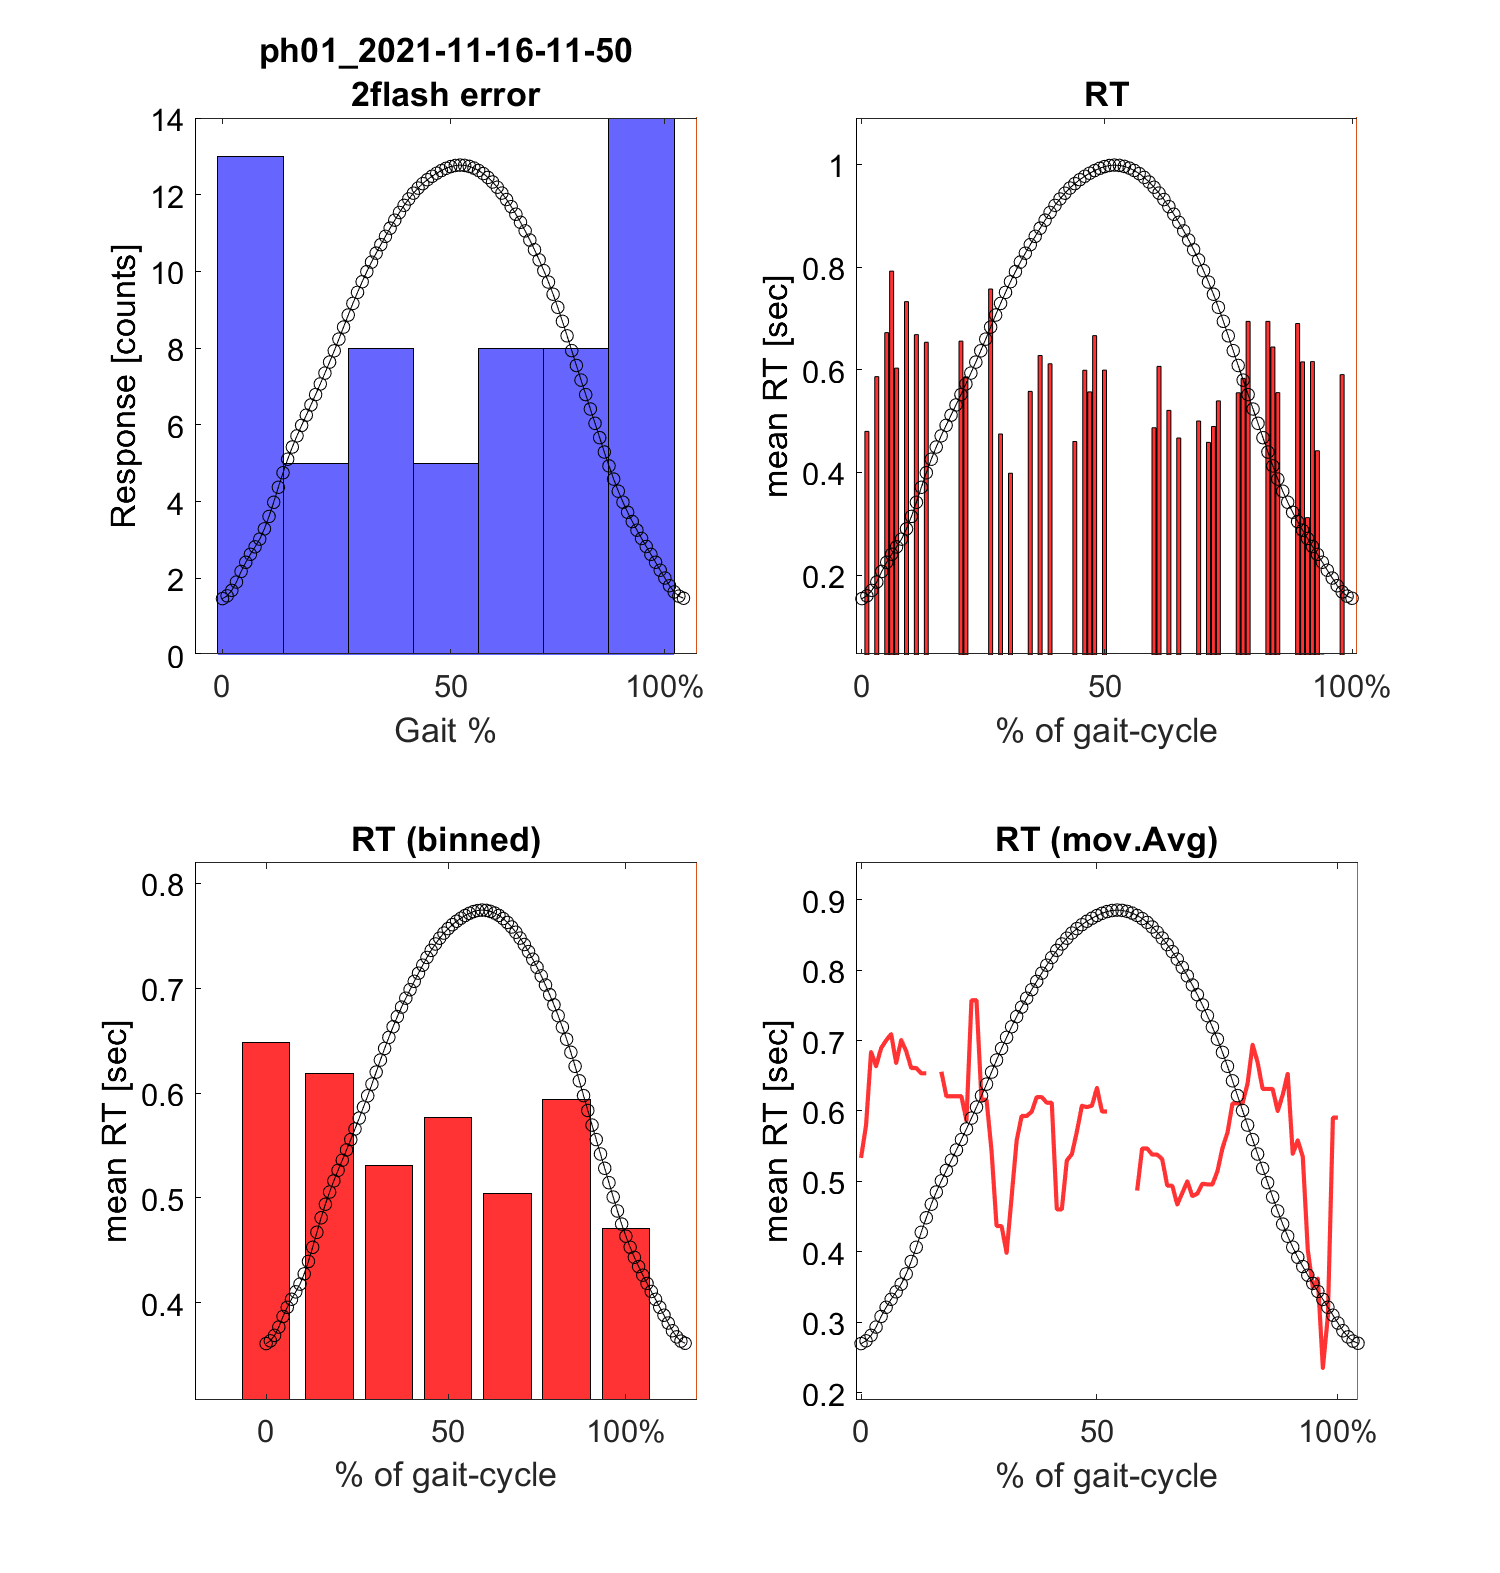 ph01_2021-11-16-11-50
2flash error
14
12
10
8
6
4
2
0
Response [counts]
0 50 100%
Gait %
RT
1
0.8
0.6
0.4
0.2
mean RT [sec]
0 50 100%
% of gait-cycle
RT (binned)
0.8
0.7
0.6
0.5
0.4
mean RT [sec]
0 50 100%
% of gait-cycle
RT (mov.Avg)
0.9
0.8
0.7
0.6
0.5
0.4
0.3
0.2
mean RT [sec]
0 50 100%
% of gait-cycle